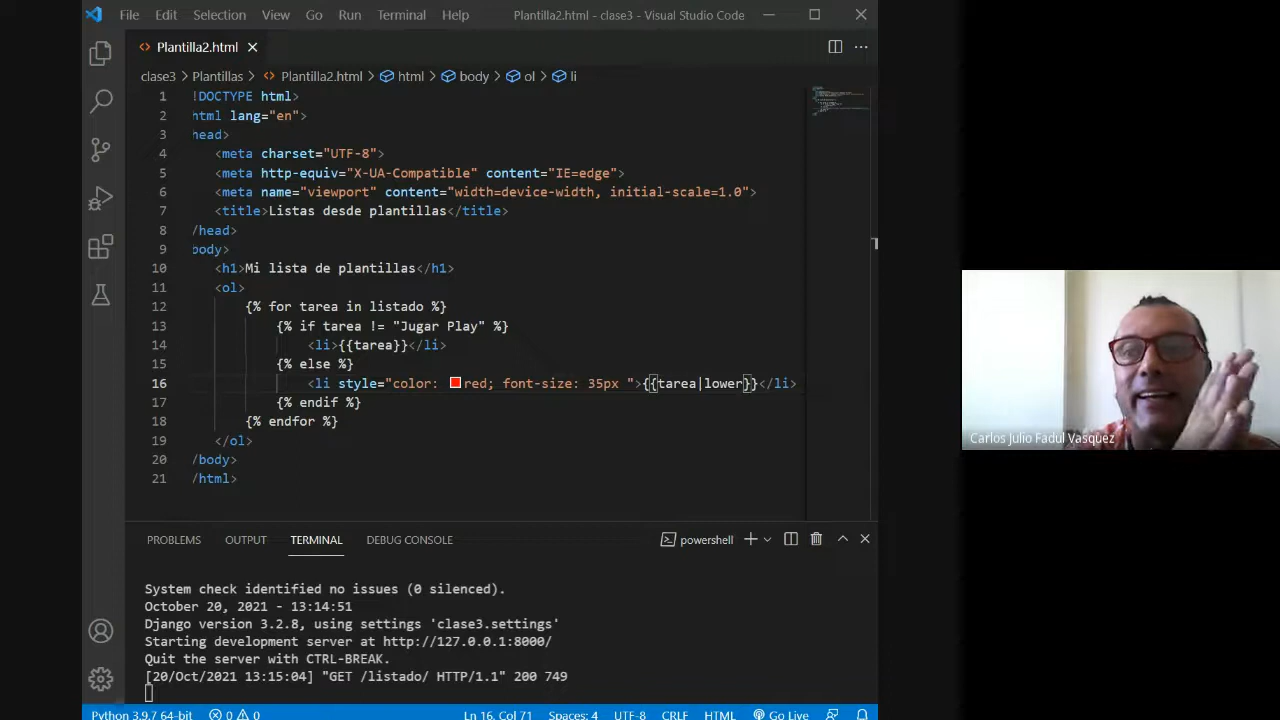 File Edit Selection View Go Run Terminal Help Plantilla2.html - clase3 - Visual Studio Code
Plantilla2.html
clase3 > Plantillas > Plantilla2.html > html > body > ol > li
1 !DOCTYPE html>
2 html lang="en">
3 head>
4 <meta charset="UTF-8">
5 <meta http-equiv="X-UA-Compatible" content="IE=edge">
6 <meta name="viewport" content="width=device-width, initial-scale=1.0">
7 <title>Listas desde plantillas</title>
8 /head>
9 body>
10 <h1>Mi lista de plantillas</h1>
11 <ol>
12 {% for tarea in listado %}
13 {% if tarea != "Jugar Play" %}
14 <li>{{tarea}}</li>
15 {% else %}
16 <li style="color: red; font-size: 35px ">{{tarea|lower}}</li>
17 {% endif %}
18 {% endfor %}
19 </ol>
20 /body>
21 /html>
Carlos Julio Fadul Vasquez
PROBLEMS OUTPUT TERMINAL DEBUG CONSOLE powershell
System check identified no issues (0 silenced).
October 20, 2021 - 13:14:51
Django version 3.2.8, using settings 'clase3.settings'
Starting development server at http://127.0.0.1:8000/
Quit the server with CTRL-BREAK.
[20/Oct/2021 13:15:04] "GET /listado/ HTTP/1.1" 200 749
Python 3.9.7 64-bit 0 0 Ln 16, Col 71 Spaces: 4 UTF-8 CRLF HTML Go Live